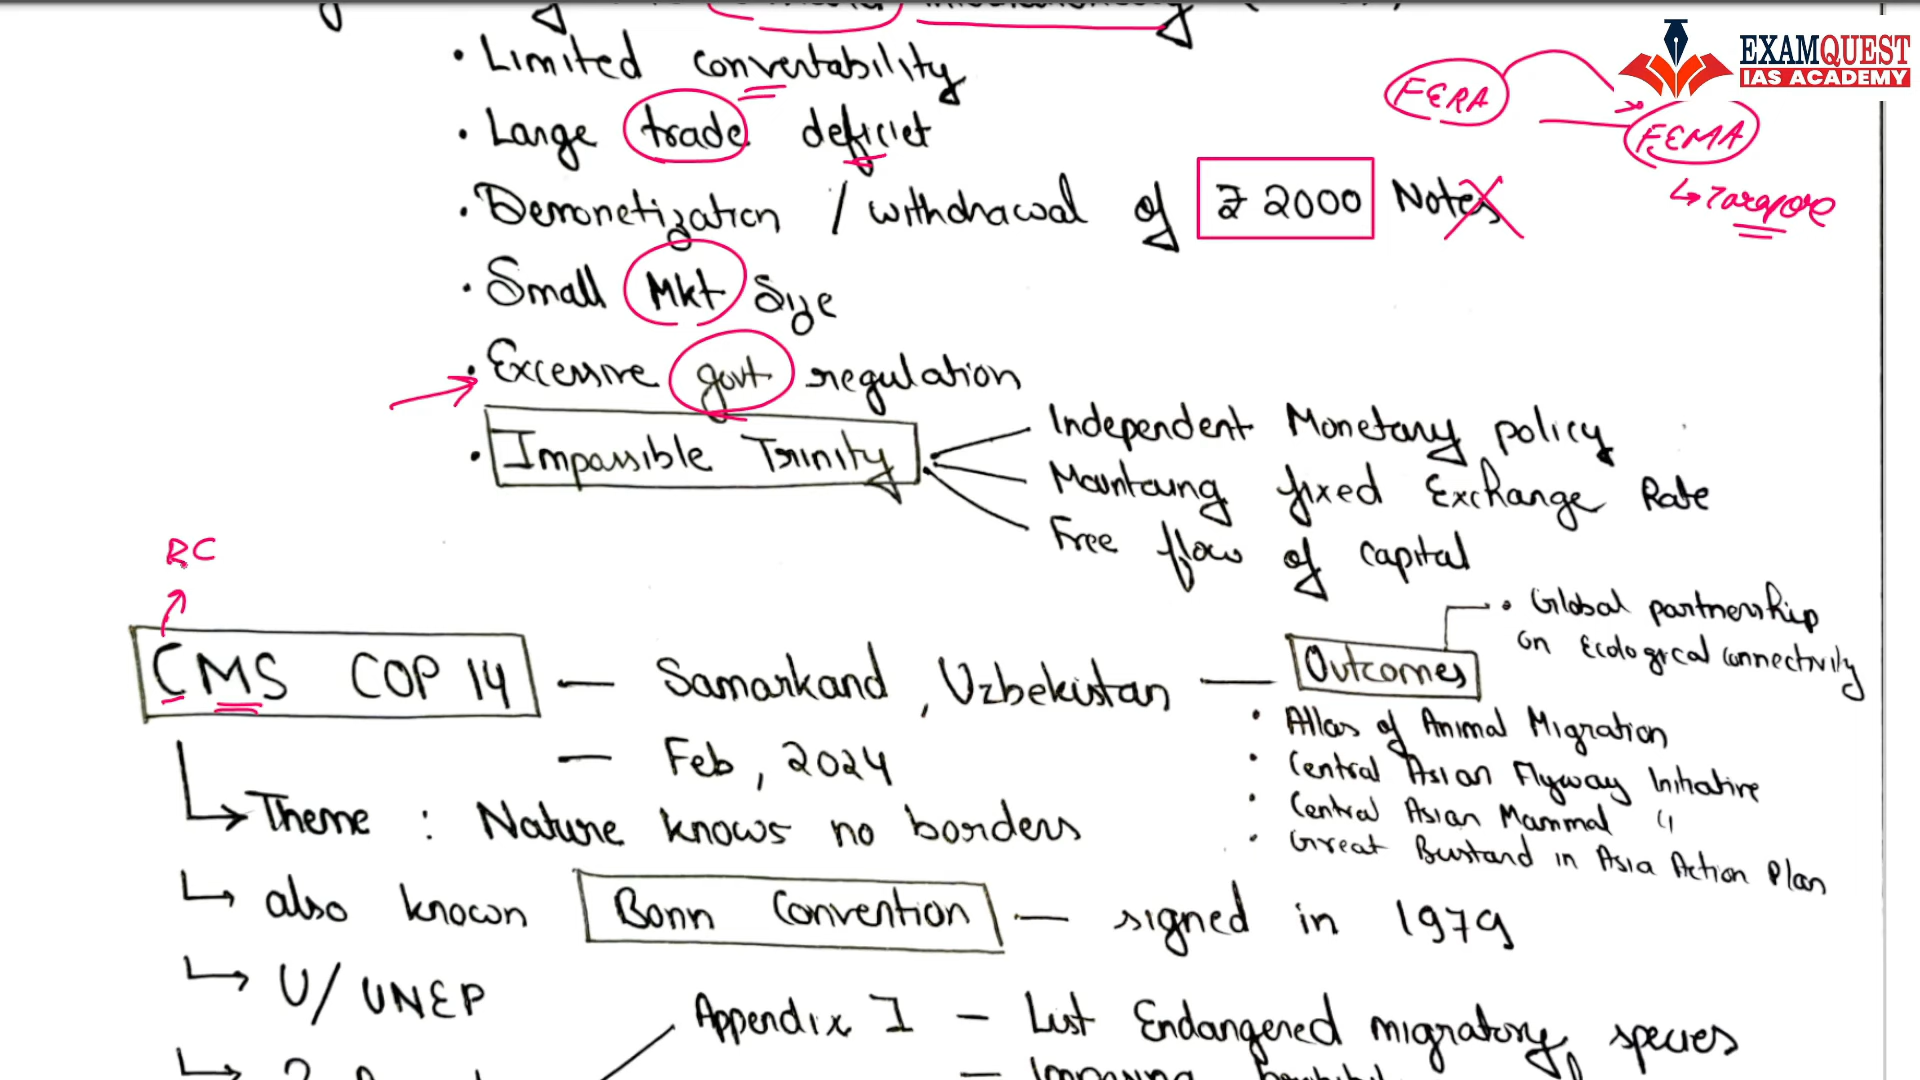 EXAMQUEST
IAS ACADEMY
• Limited convertability
FERA
FEMA
↳ Tarapore
• Large trade deficiet
• Demonetization / withdrawal of ₹ 2000 Notes
• Small Mkt Size
• Excessive govt regulation
• Impossible Trinity
Independent Monetary policy
Maintaing fixed Exchange Rate
Free flow of capital
RC
CMS COP 14 — Samarkand, Uzbekistan — Outcomes
• Global partnership
on Ecological connectivity
• Atlas of Animal Migration
• Central Asian Flyway Initiative
• Central Asian Mammal "
• Great Bustard in Asia Action Plan
— Feb, 2024
↳ Theme : Nature knows no borders
↳ also known Bonn Convention — signed in 1979
↳ U/ UNEP
Appendix I — List Endangered migratory species